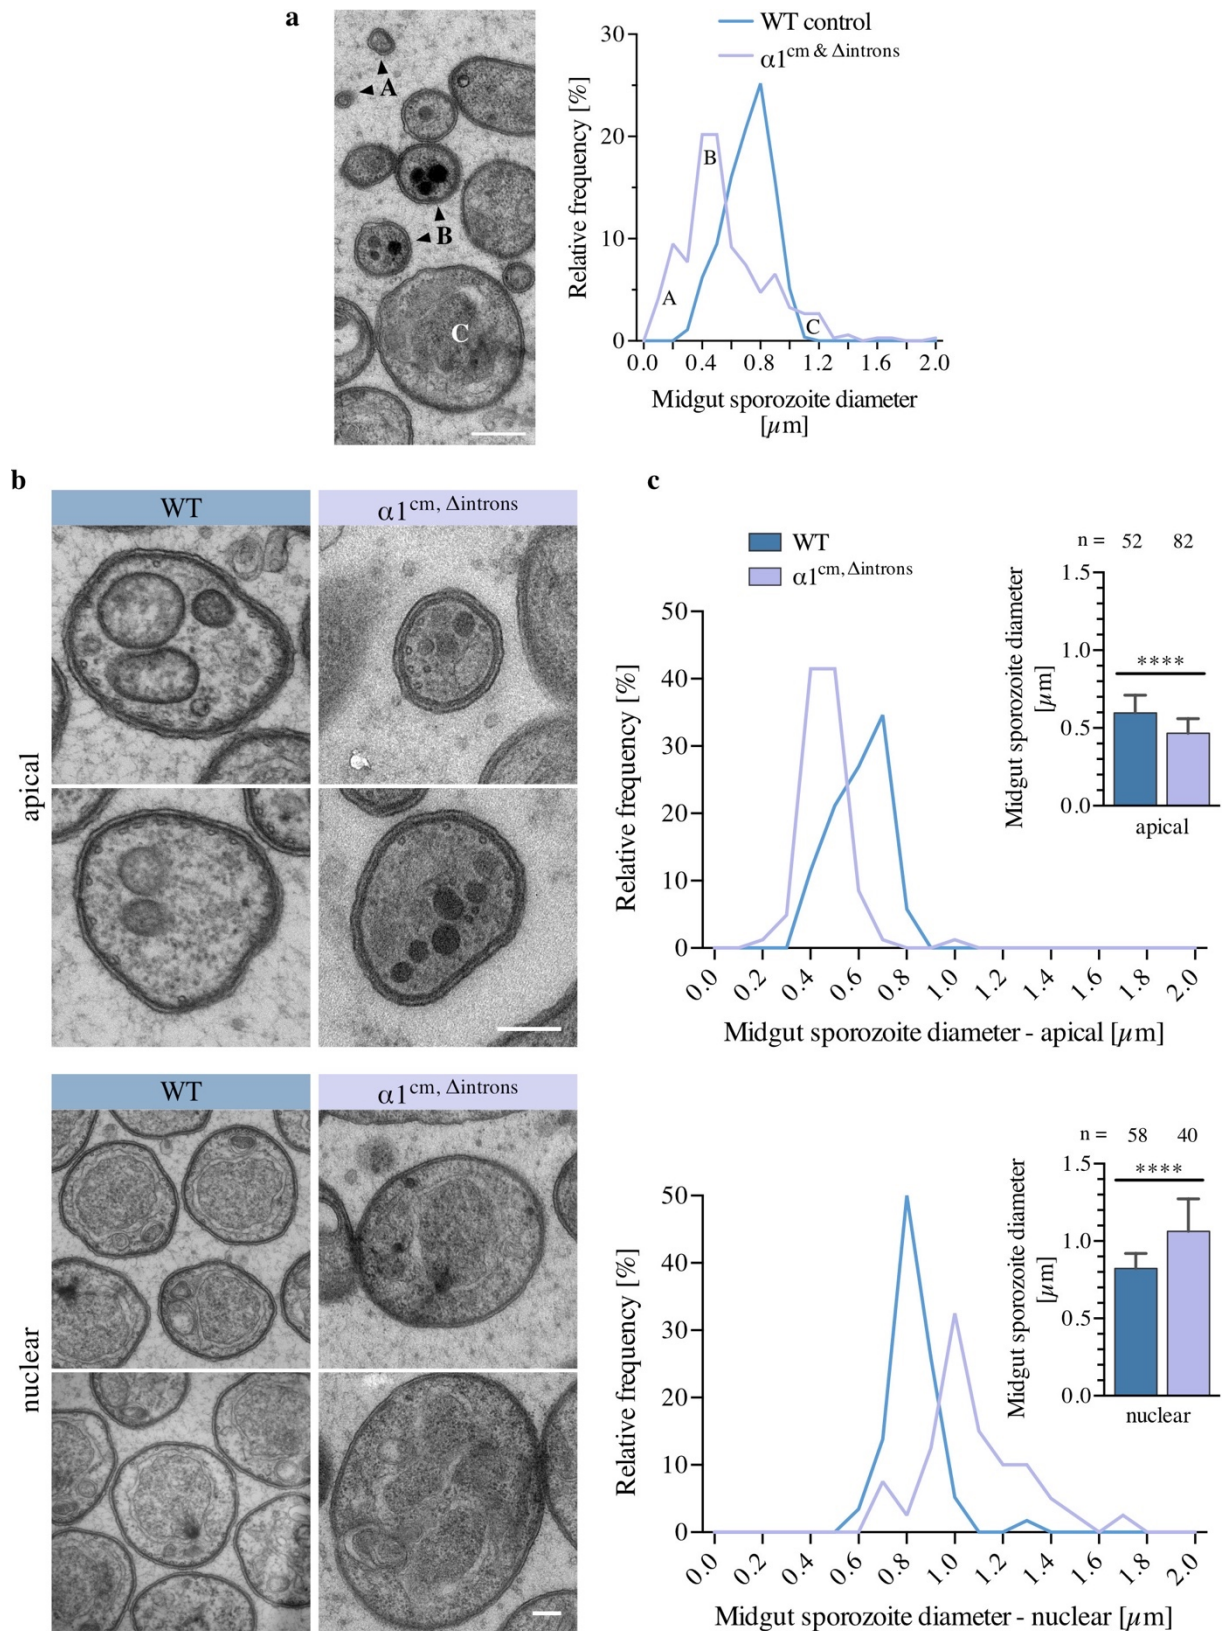 a
A
B
C
WT control
α1cm & Δintrons
Relative frequency [%]
30
20
10
0
A
B
C
0.0 0.4 0.8 1.2 1.6 2.0
Midgut sporozoite diameter
[µm]
b
WT
α1cm, Δintrons
apical
WT
α1cm, Δintrons
nuclear
c
WT
α1cm, Δintrons
Relative frequency [%]
50
40
30
20
10
0
0.0 0.2 0.4 0.6 0.8 1.0 1.2 1.4 1.6 1.8 2.0
Midgut sporozoite diameter - apical [µm]
n = 52 82
Midgut sporozoite diameter
[µm]
1.5
1.0
0.5
0.0
****
apical
Relative frequency [%]
50
40
30
20
10
0
0.0 0.2 0.4 0.6 0.8 1.0 1.2 1.4 1.6 1.8 2.0
Midgut sporozoite diameter - nuclear [µm]
n = 58 40
Midgut sporozoite diameter
[µm]
1.5
1.0
0.5
0.0
****
nuclear